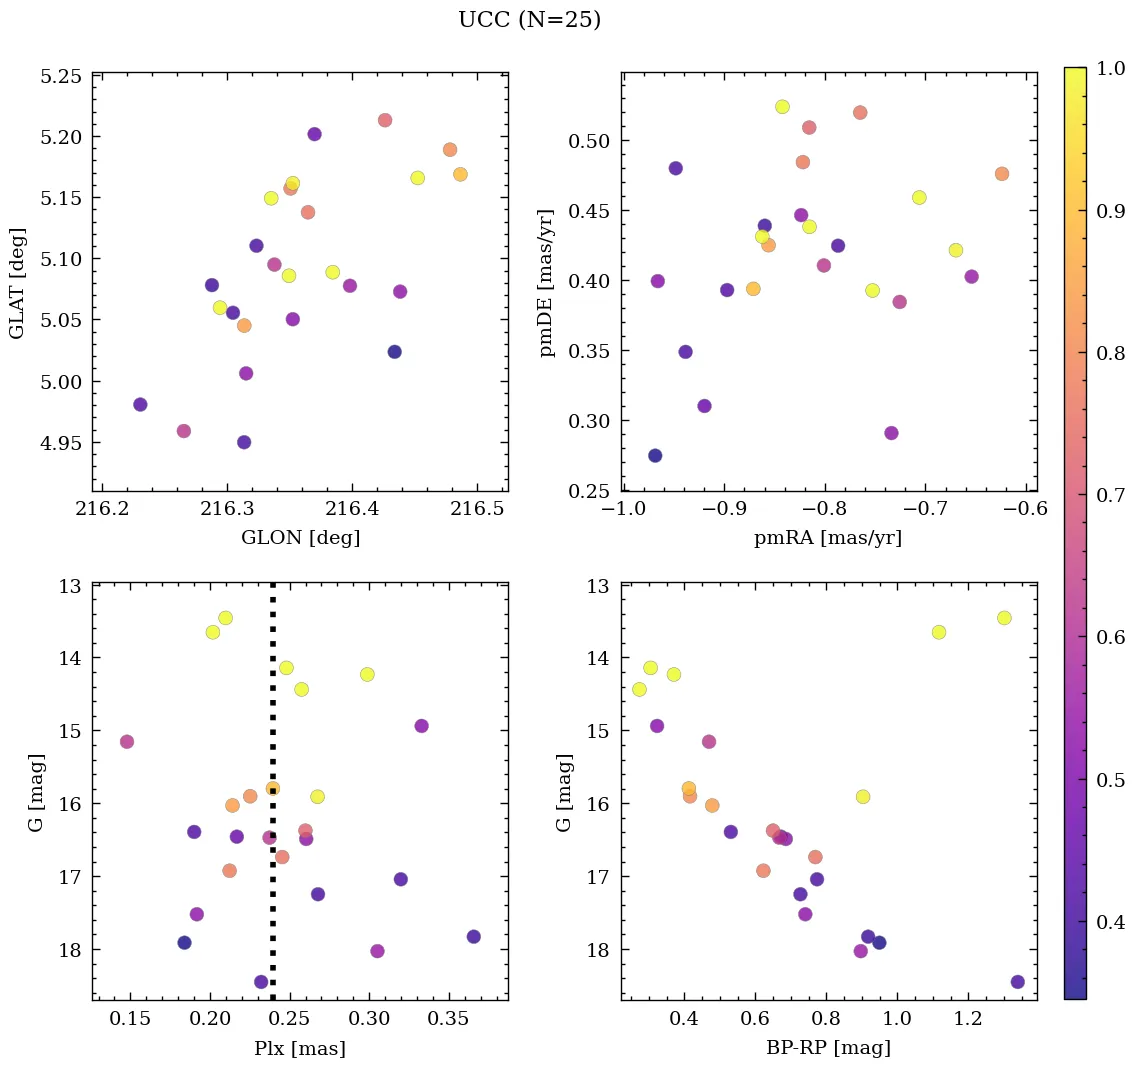 UCC (N=25)
5.25
5.20
5.15
5.10
5.05
5.00
4.95
GLAT [deg]
216.2 216.3 216.4 216.5
GLON [deg]
0.50
0.45
0.40
0.35
0.30
0.25
pmDE [mas/yr]
−1.0 −0.9 −0.8 −0.7 −0.6
pmRA [mas/yr]
13
14
15
16
17
18
G [mag]
0.15 0.20 0.25 0.30 0.35
Plx [mas]
13
14
15
16
17
18
G [mag]
0.4 0.6 0.8 1.0 1.2
BP-RP [mag]
1.0
0.9
0.8
0.7
0.6
0.5
0.4